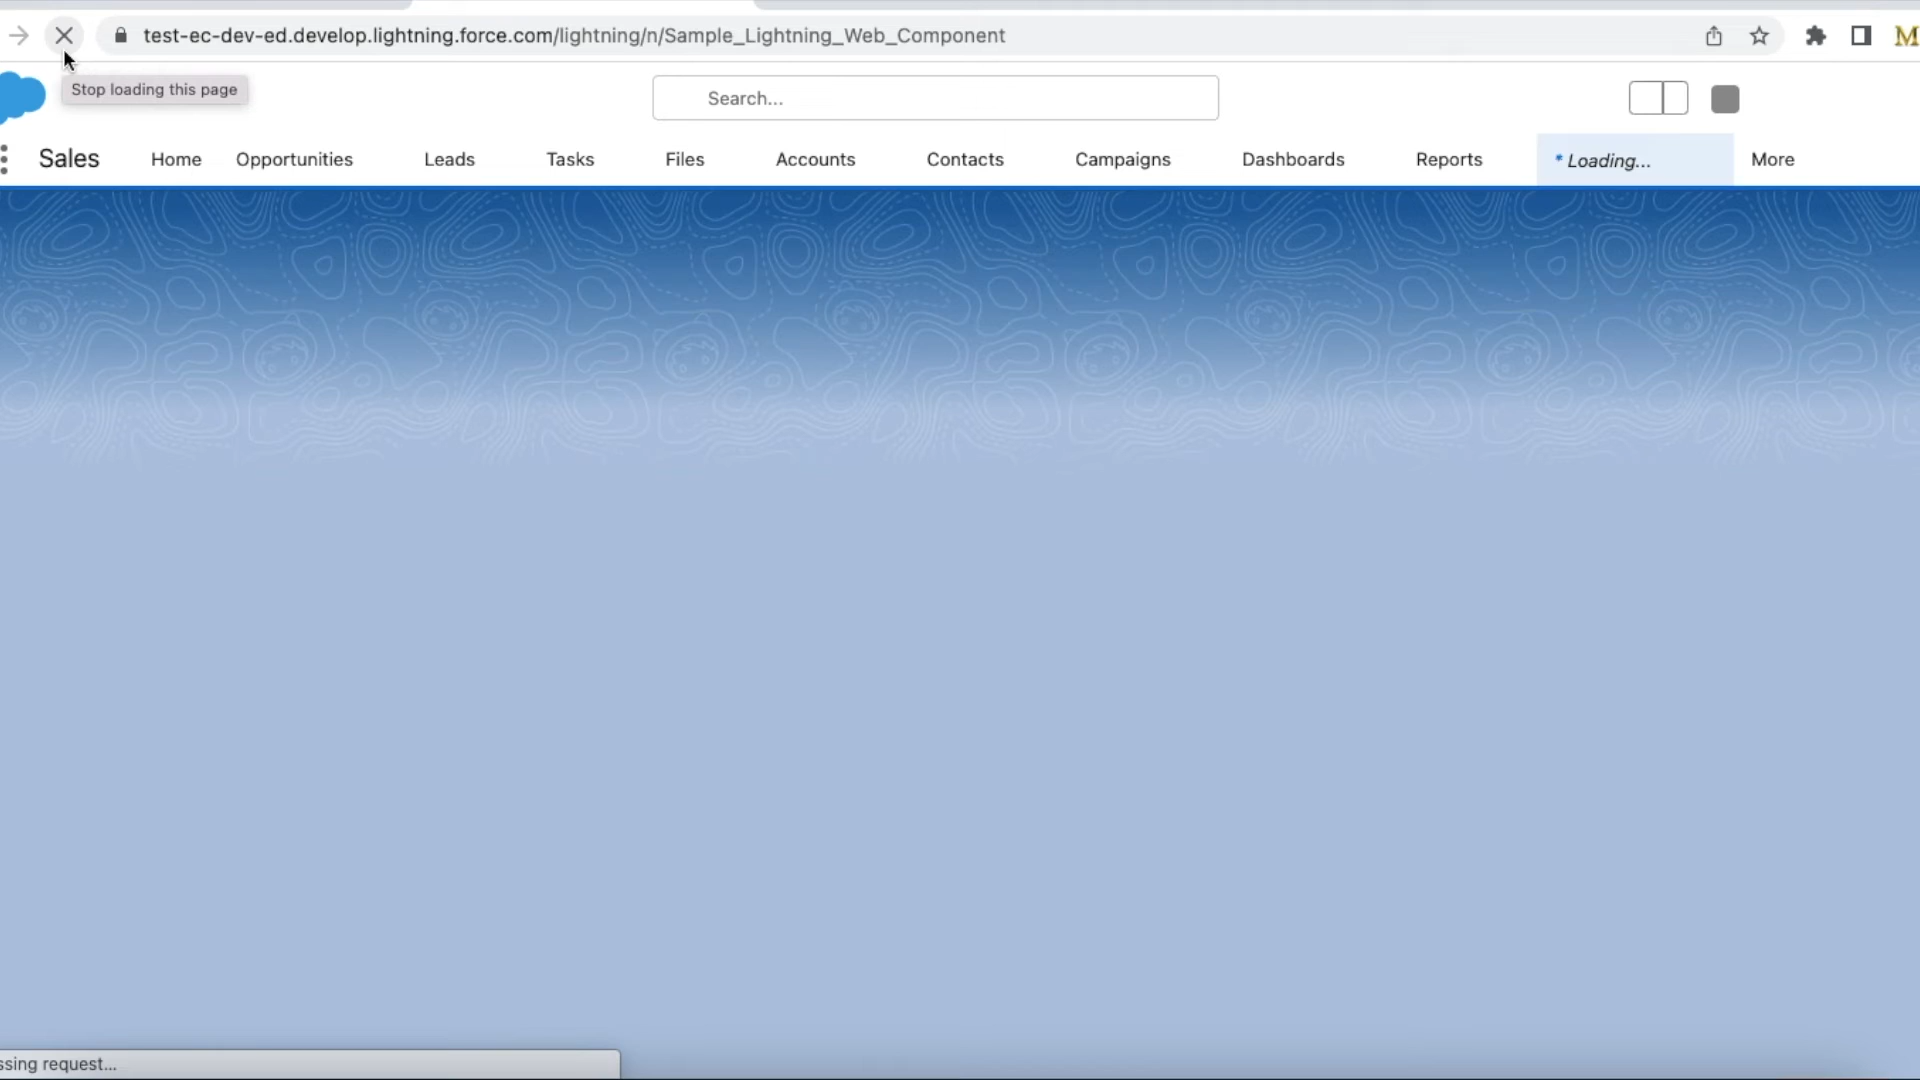 test-ec-dev-ed.develop.lightning.force.com/lightning/n/Sample_Lightning_Web_Component
M
Stop loading this page
Search...
Sales Home Opportunities Leads Tasks Files Accounts Contacts Campaigns Dashboards Reports * Loading... More
ssing request...